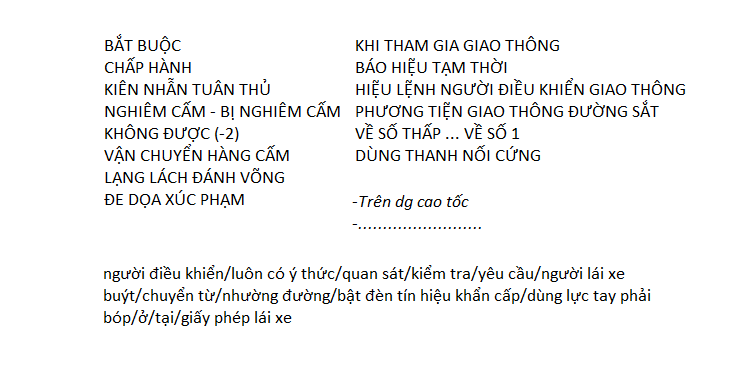 BẮT BUỘC
CHẤP HÀNH
KIÊN NHẪN TUÂN THỦ
NGHIÊM CẤM - BỊ NGHIÊM CẤM
KHÔNG ĐƯỢC (-2)
VẬN CHUYỂN HÀNG CẤM
LẠNG LÁCH ĐÁNH VÕNG
ĐE DỌA XÚC PHẠM
KHI THAM GIA GIAO THÔNG
BÁO HIỆU TẠM THỜI
HIỆU LỆNH NGƯỜI ĐIỀU KHIỂN GIAO THÔNG
PHƯƠNG TIỆN GIAO THÔNG ĐƯỜNG SẮT
VỀ SỐ THẤP ... VỀ SỐ 1
DÙNG THANH NỐI CỨNG
-Trên dg cao tốc
-.........................
người điều khiển/luôn có ý thức/quan sát/kiểm tra/yêu cầu/người lái xe
buýt/chuyển từ/nhường đường/bật đèn tín hiệu khẩn cấp/dùng lực tay phải
bóp/ở/tại/giấy phép lái xe